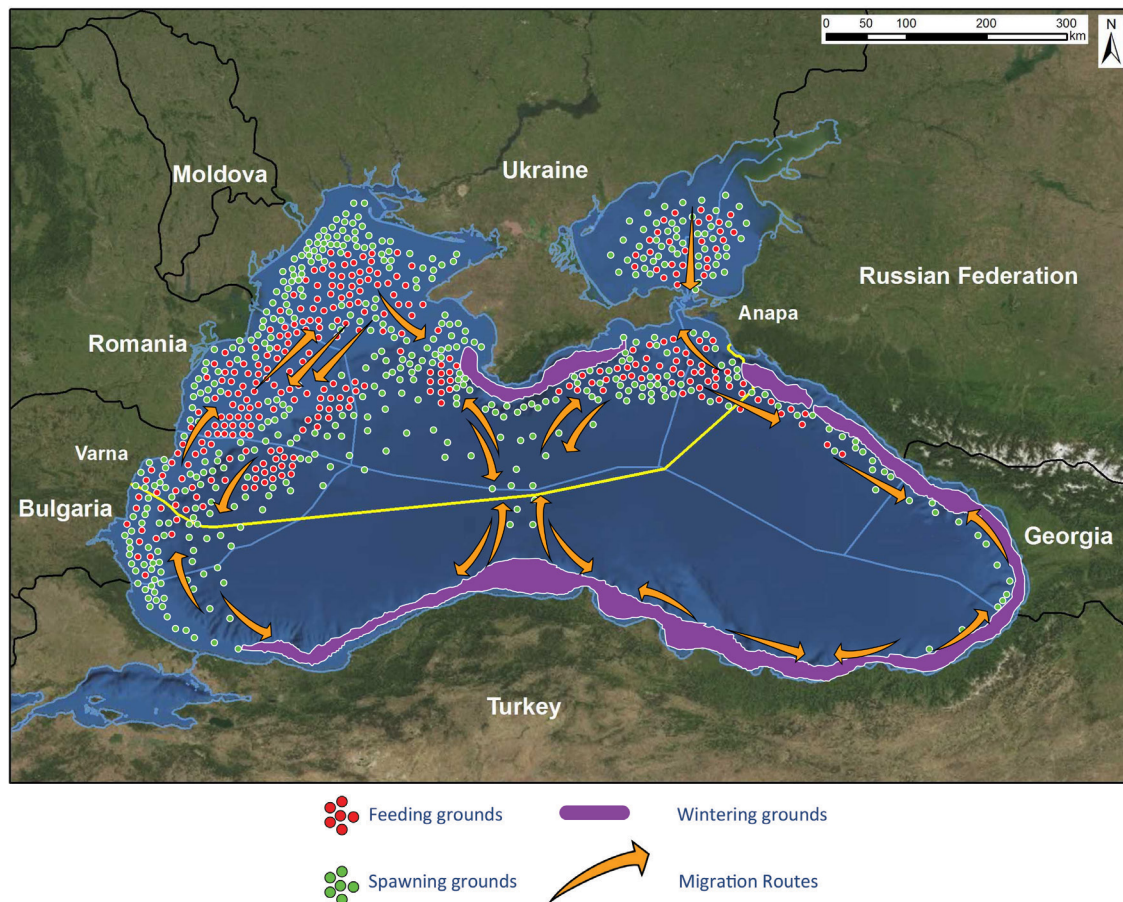 0 50 100 200 300
km
N
Moldova
Ukraine
Russian Federation
Anapa
Romania
Varna
Bulgaria
Georgia
Turkey
Feeding grounds
Wintering grounds
Spawning grounds
Migration Routes